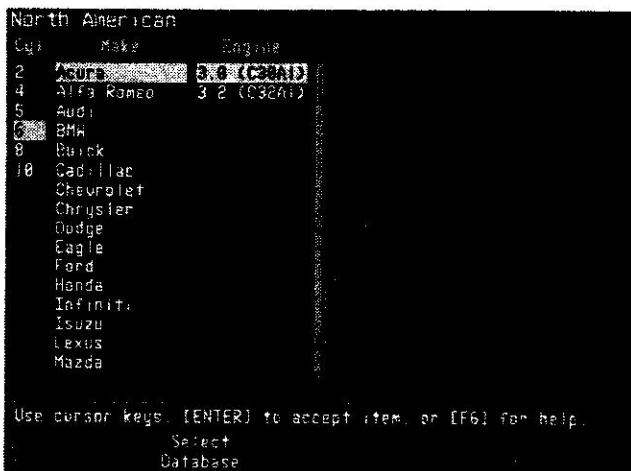 North American
Cyl Make Engine
2 Acura 3.0 (C30A1)
4 Alfa Romeo 3.2 (C32A1)
5 Audi
6 BMW
8 Buick
10 Cadillac
Chevrolet
Chrysler
Dodge
Eagle
Ford
Honda
Infiniti
Isuzu
Lexus
Mazda
Use cursor keys. [ENTER] to accept item, or [F6] for help.
Select
Database